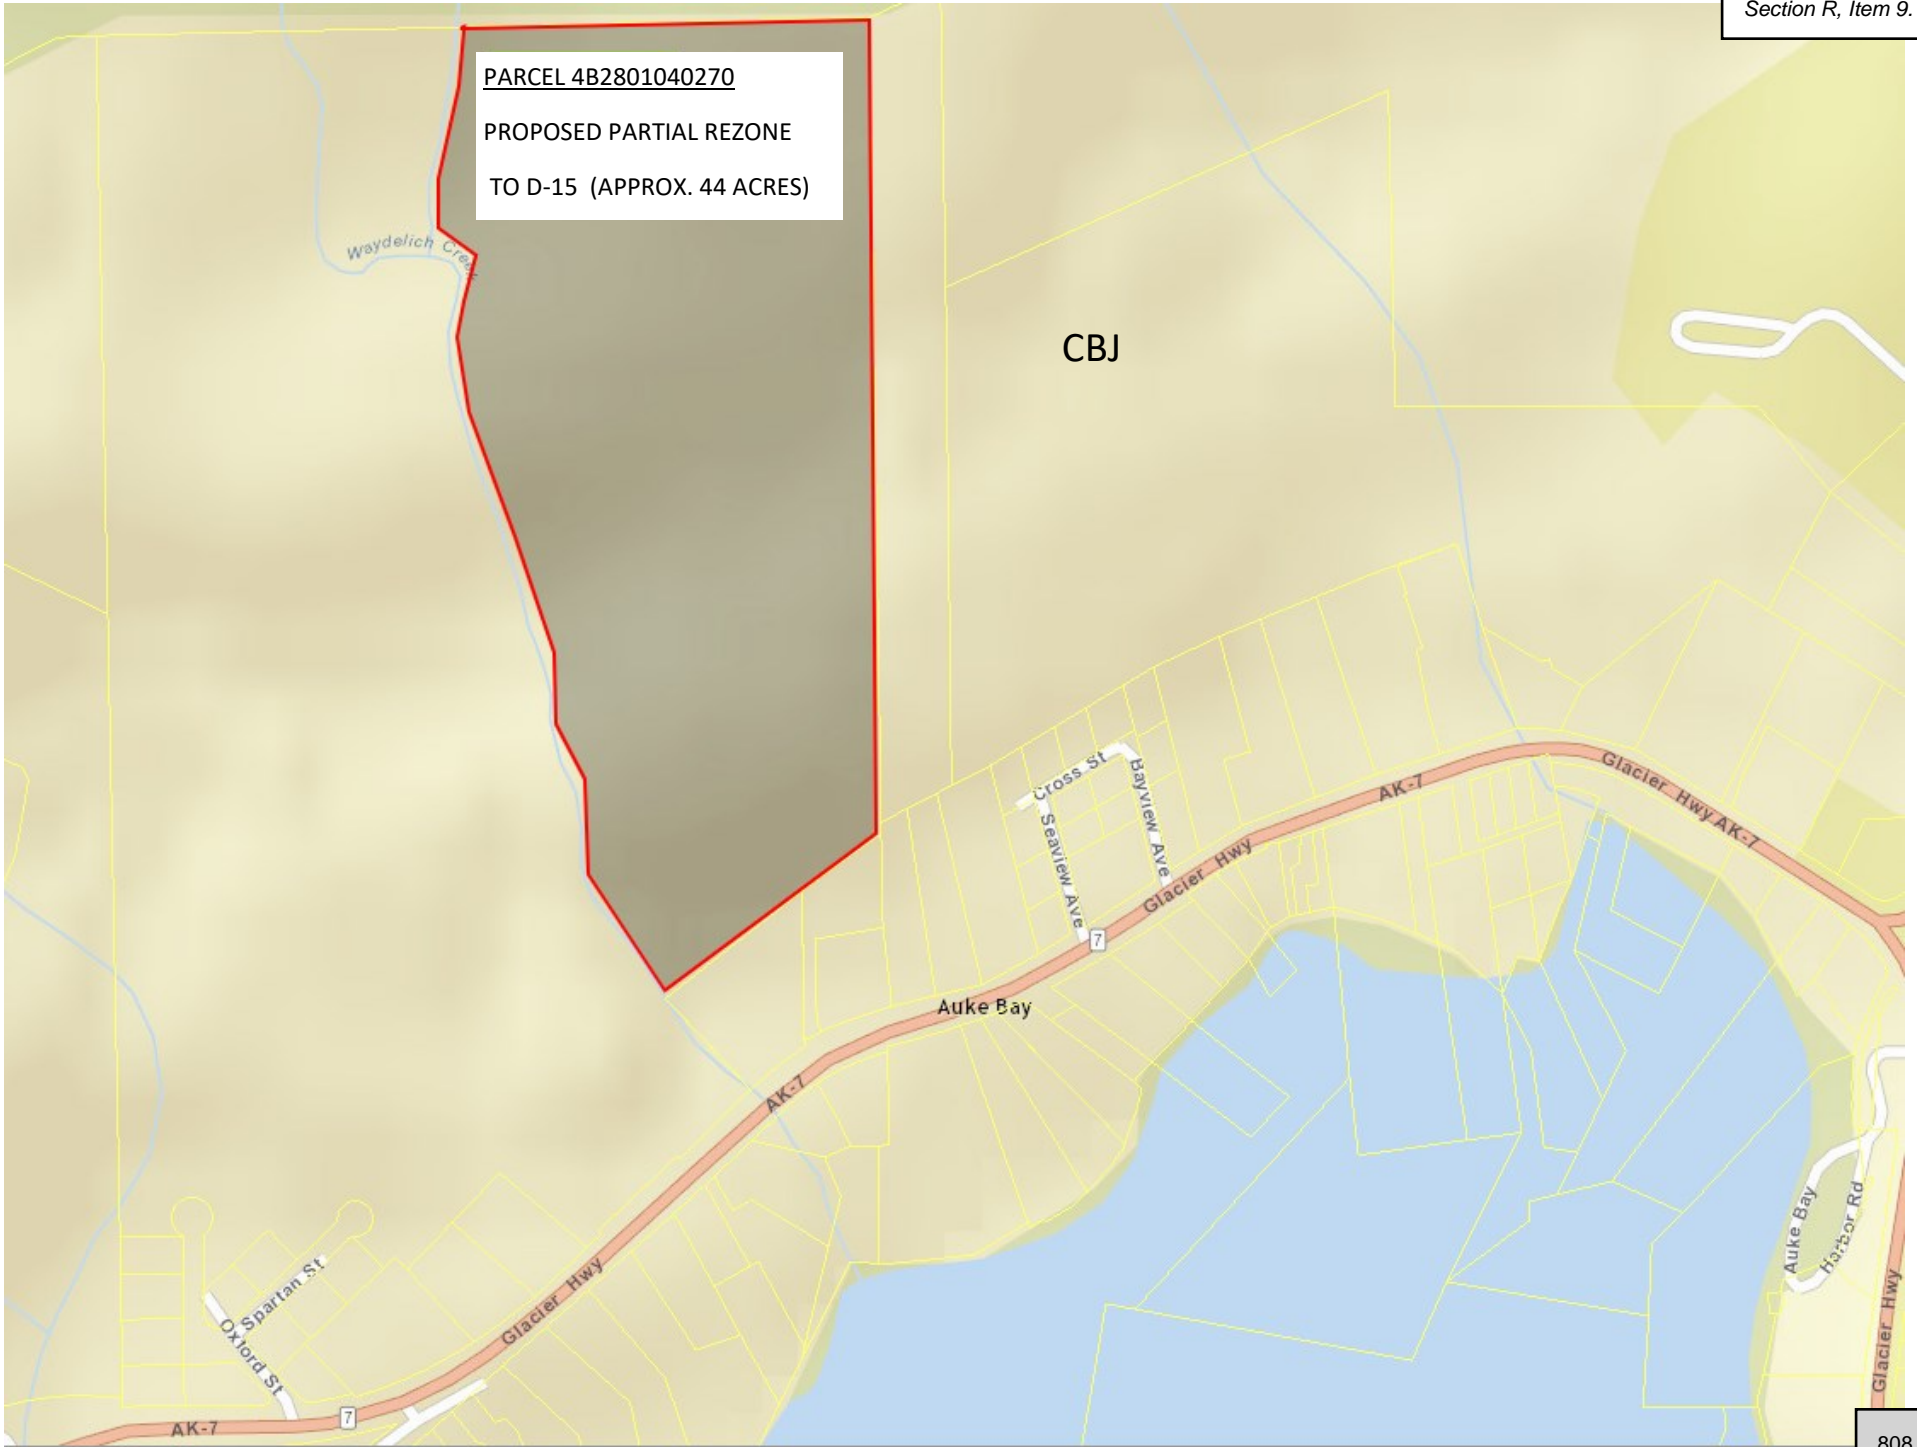 Section R, Item 9.
PARCEL 4B2801040270
PROPOSED PARTIAL REZONE
TO D-15 (APPROX. 44 ACRES)
Waydelich Creek
CBJ
Cross St
Bayview Ave
Seaview Ave
Glacier Hwy
AK-7
Glacier Hwy
AK-7
7
Auke Bay
AK-7
Glacier Hwy
Spartan St
Oxford St
7
AK-7
Auke Bay
Harbor Rd
Glacier Hwy
808